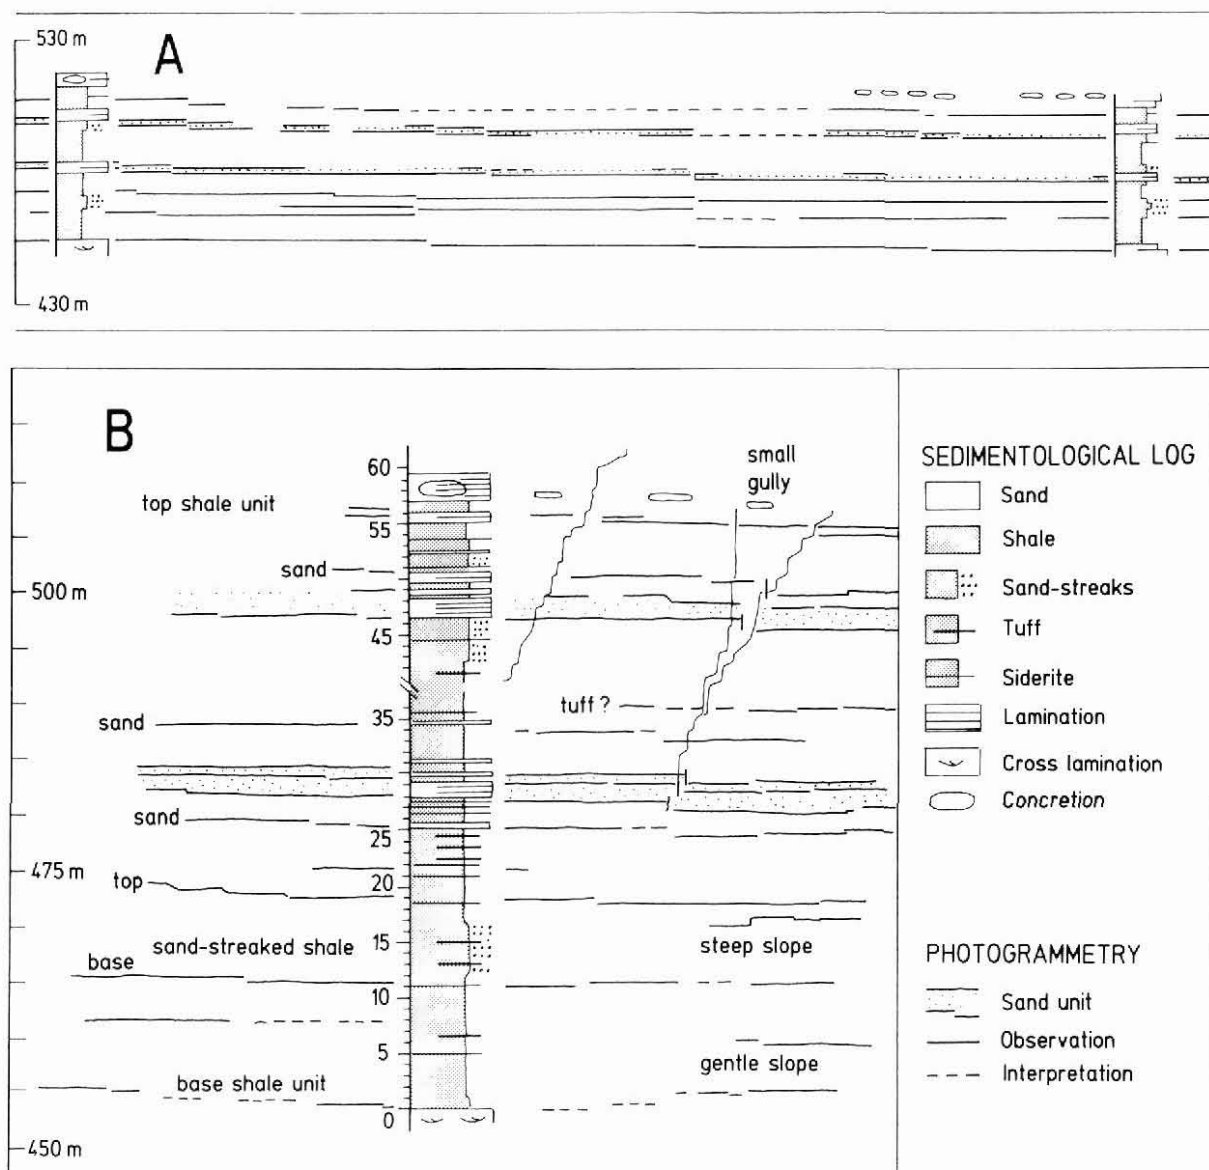 530 m
A
430 m
B
60
top shale unit
55
sand
500 m
45
sand
35
sand
25
475 m
top
20
sand-streaked shale
15
base
10
5
base shale unit
0
450 m
small
gully
tuff ?
steep slope
gentle slope
SEDIMENTOLOGICAL LOG
Sand
Shale
Sand-streaks
Tuff
Siderite
Lamination
Cross lamination
Concretion
PHOTOGRAMMETRY
Sand unit
Observation
Interpretation